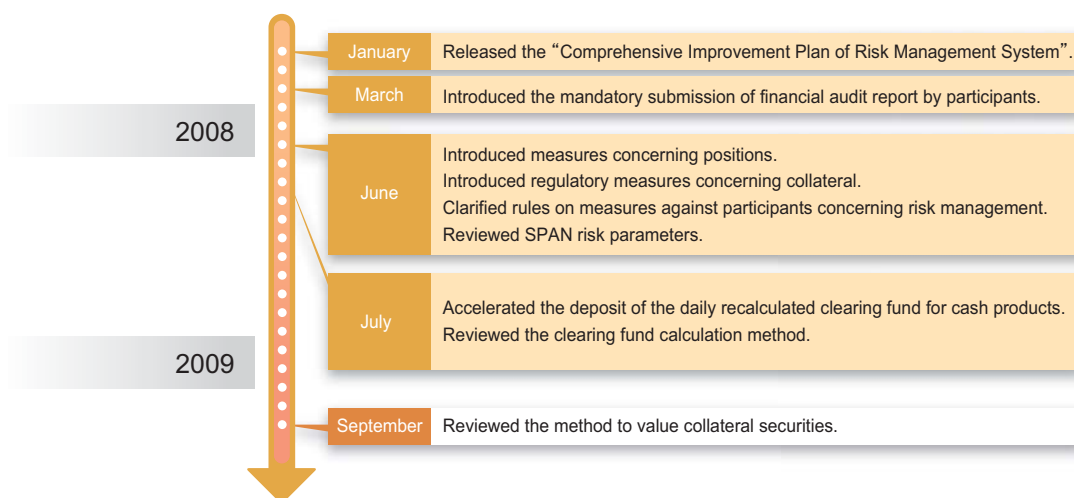 January
Released the “Comprehensive Improvement Plan of Risk Management System”.
March
Introduced the mandatory submission of financial audit report by participants.
2008
June
Introduced measures concerning positions.
Introduced regulatory measures concerning collateral.
Clarified rules on measures against participants concerning risk management.
Reviewed SPAN risk parameters.
July
Accelerated the deposit of the daily recalculated clearing fund for cash products.
Reviewed the clearing fund calculation method.
2009
September
Reviewed the method to value collateral securities.